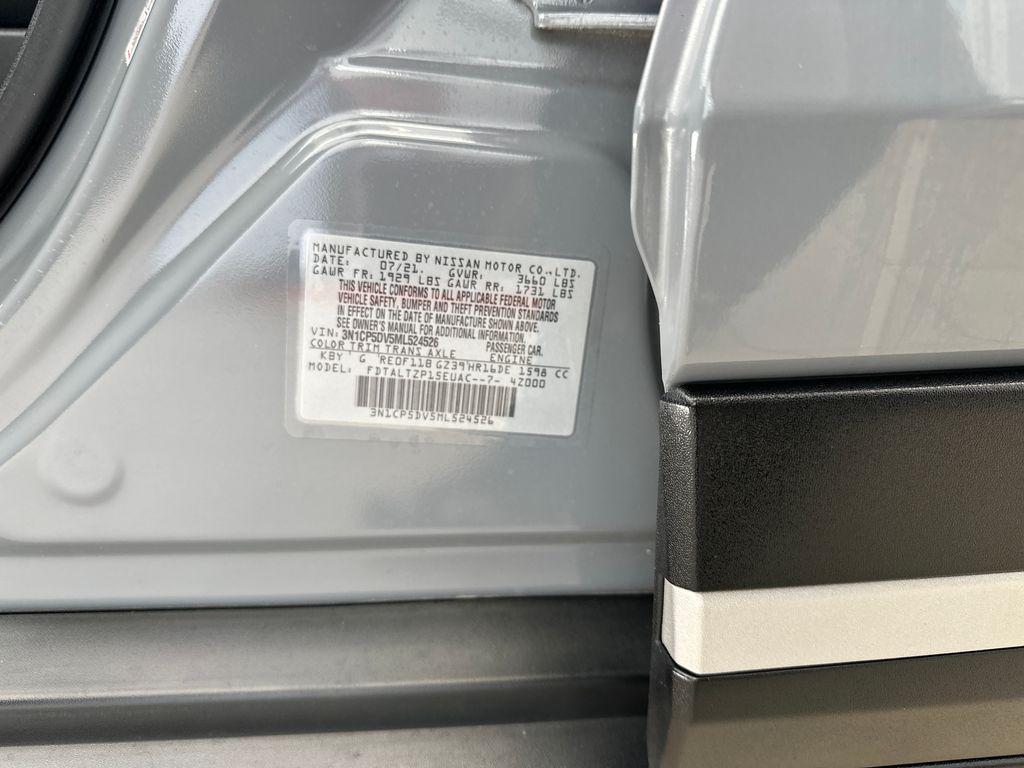 MANUFACTURED BY NISSAN MOTOR CO., LTD.
DATE: 07/21. GVWR: 3660 LBS
GAWR FR: 1929 LBS GAWR RR: 1731 LBS
THIS VEHICLE CONFORMS TO ALL APPLICABLE FEDERAL MOTOR
VEHICLE SAFETY, BUMPER AND THEFT PREVENTION STANDARDS
IN EFFECT ON THE DATE OF MANUFACTURE SHOWN ABOVE.
SEE OWNER'S MANUAL FOR ADDITIONAL INFORMATION.
VIN: 3N1CP5DV5ML524526 PASSENGER CAR.
COLOR TRIM TRANS AXLE ENGINE
KBY G RE0F11B GZ39 HR16DE 1598 CC
MODEL: FDTALTZP15EUAC--7- 4Z000
3N1CP5DV5ML524526